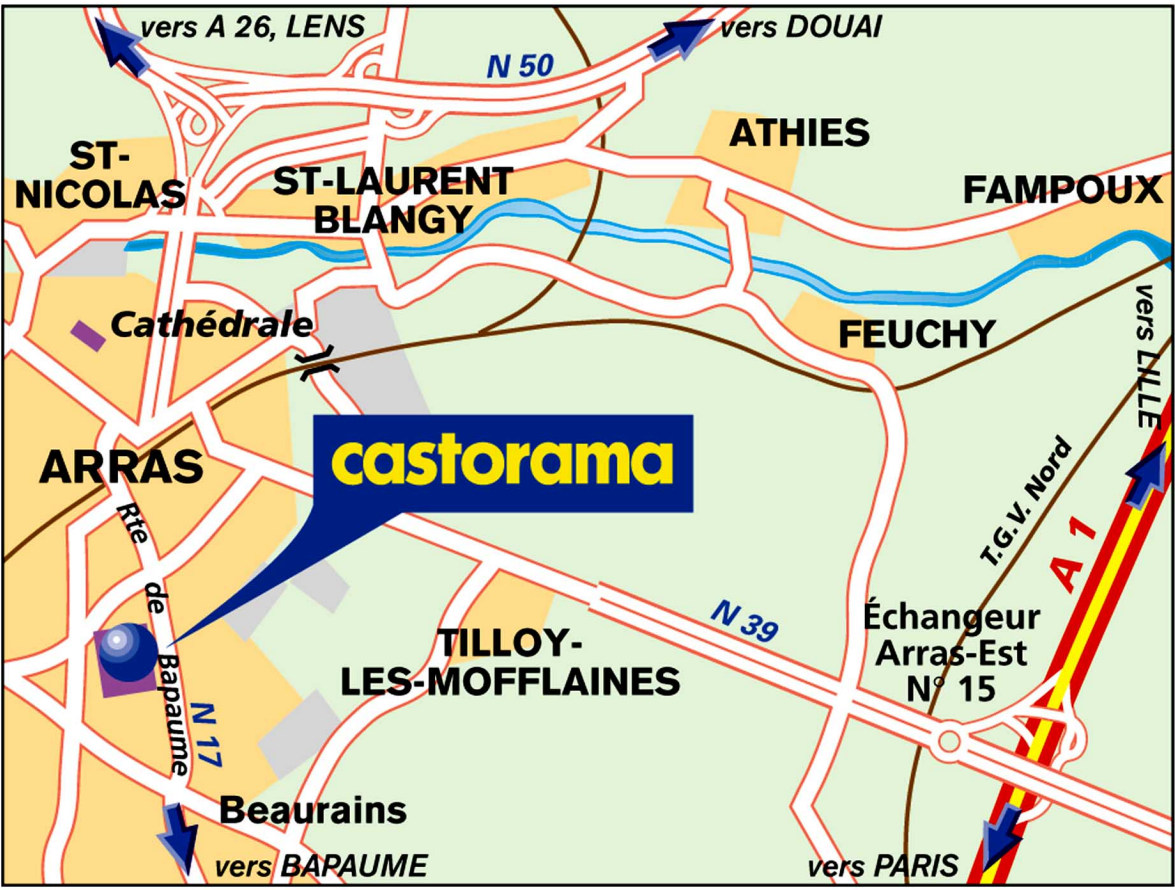 vers A 26, LENS
vers DOUAI
N 50
ATHIES
ST-
NICOLAS
ST-LAURENT
BLANGY
FAMPOUX
Cathédrale
FEUCHY
vers LILLE
castorama
ARRAS
T.G.V. Nord
A 1
Rte de Bapaume
N 39
Échangeur
Arras-Est
N° 15
TILLOY-
LES-MOFFLAINES
N 17
Beaurains
vers BAPAUME
vers PARIS